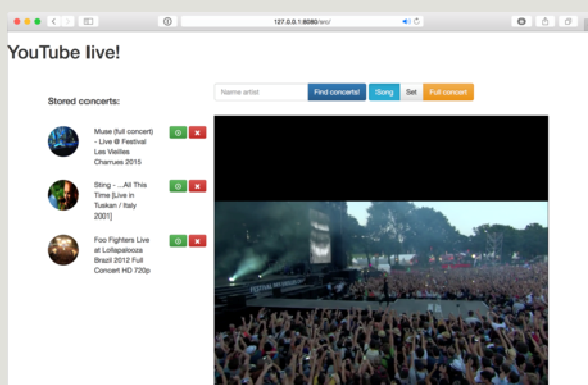 127.0.0.1:8080/src/
YouTube live!
Name artist
Find concerts!
Song
Set
Full concert
Stored concerts:
Muse (full concert)
- Live @ Festival
Les Vieilles
Charrues 2015
Sting - ...All This
Time [Live in
Tuskan / Italy
2001]
Foo Fighters Live
at Lollapalooza
Brazil 2012 Full
Concert HD 720p